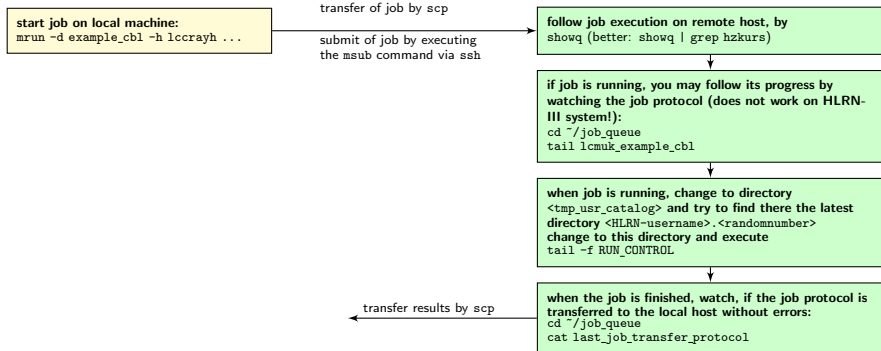 start job on local machine:
mrun -d example_cbl -h lccrayh ...
transfer of job by scp
submit of job by executing
the msub command via ssh
follow job execution on remote host, by
showq (better: showq | grep hzkurs)
if job is running, you may follow its progress by
watching the job protocol (does not work on HLRN-
III system!):
cd ~/job_queue
tail lcmuk_example_cbl
when job is running, change to directory
<tmp_usr_catalog> and try to find there the latest
directory <HLRN-username>.<randomnumber>
change to this directory and execute
tail -f RUN_CONTROL
when the job is finished, watch, if the job protocol is
transferred to the local host without errors:
cd ~/job_queue
cat last_job_transfer_protocol
transfer results by scp